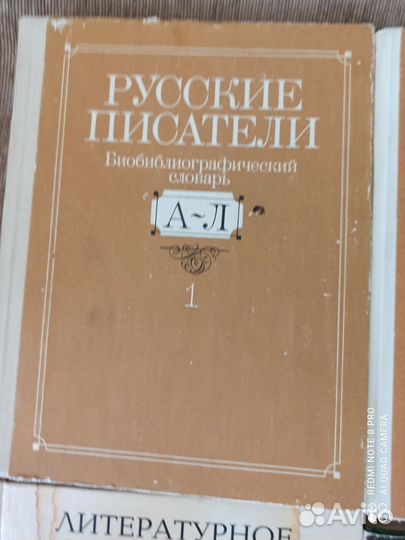 РУССКИЕ
ПИСАТЕЛИ
Биобиблиографический
словарь
А~Л
1
ЛИТЕРАТУРНОЕ
REDMI NOTE 8 PRO
AI QUAD CAMERA
Avito